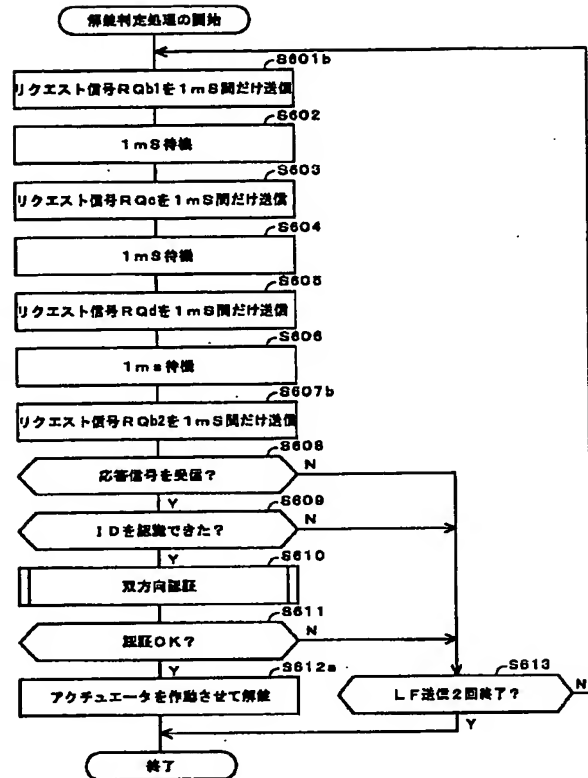 解錠判定処理の開始
S601b
リクエスト信号RQb1を1mS間だけ送信
S602
1mS待機
S603
リクエスト信号RQcを1mS間だけ送信
S604
1mS待機
S605
リクエスト信号RQdを1mS間だけ送信
S606
1ms待機
S607b
リクエスト信号RQb2を1mS間だけ送信
S608
応答信号を受信?
N
Y
S609
IDを認識できた?
N
Y
S610
双方向認証
S611
認証OK?
N
Y
S612a
アクチュエータを作動させて解錠
S613
LF送信2回終了?
N
Y
終了